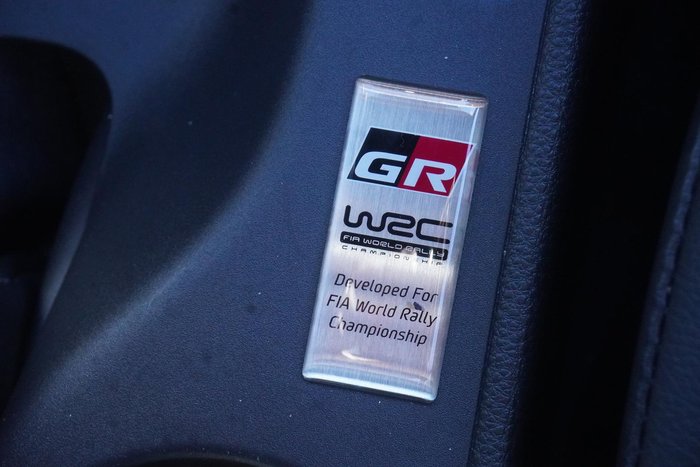 GR
WRC
FIA WORLD RALLY
CHAMPIONSHIP
Developed For
FIA World Rally
Championship